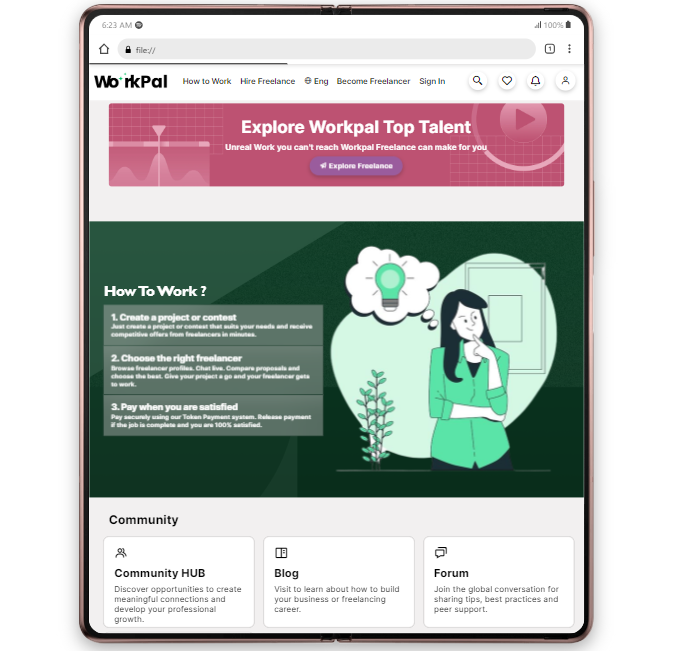 6:23 AM
100%
file://
1
WorkPal
How to Work
Hire Freelance
Eng
Become Freelancer
Sign In
Explore Workpal Top Talent
Unreal Work you can't reach Workpal Freelance can make for you
Explore Freelance
How To Work ?
1. Create a project or contest
Just create a project or contest that suits your needs and receive
competitive offers from freelancers in minutes.
2. Choose the right freelancer
Browse freelancer profiles. Chat live. Compare proposals and
choose the best. Give your project a go and your freelancer gets
to work.
3. Pay when you are satisfied
Pay securely using our Token Payment system. Release payment
if the job is complete and you are 100% satisfied.
Community
Community HUB
Discover opportunities to create
meaningful connections and
develop your professional
growth.
Blog
Visit to learn about how to build
your business or freelancing
career.
Forum
Join the global conversation for
sharing tips, best practices and
peer support.